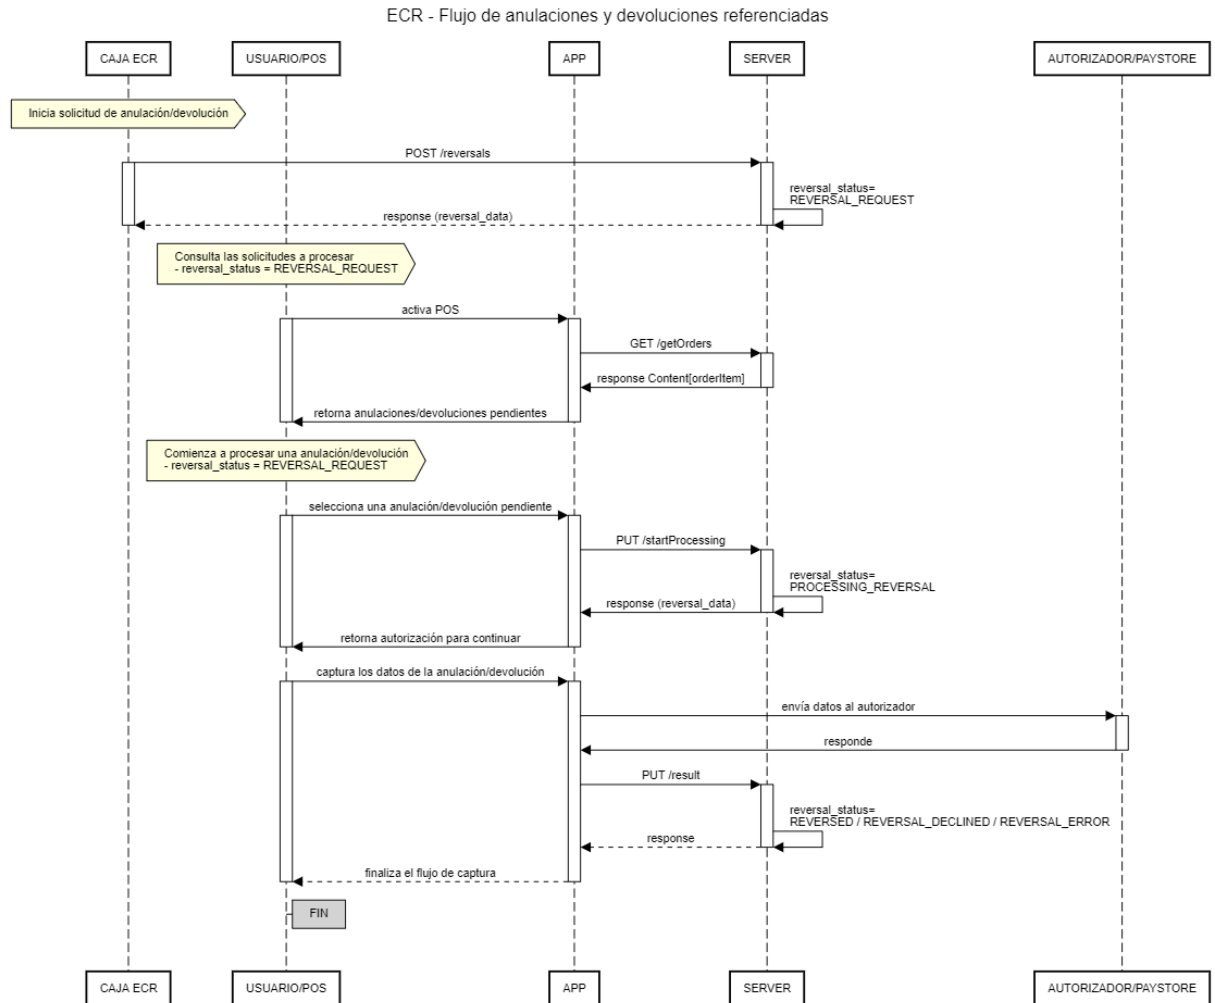 ECR - Flujo de anulaciones y devoluciones referenciadas
CAJA ECR
USUARIO/POS
APP
SERVER
AUTORIZADOR/PAYSTORE
Inicia solicitud de anulación/devolución
POST /reversals
reversal_status=
REVERSAL_REQUEST
response (reversal_data)
Consulta las solicitudes a procesar
- reversal_status = REVERSAL_REQUEST
activa POS
GET /getOrders
response Content[orderItem]
retorna anulaciones/devoluciones pendientes
Comienza a procesar una anulación/devolución
- reversal_status = REVERSAL_REQUEST
selecciona una anulación/devolución pendiente
PUT /startProcessing
reversal_status=
PROCESSING_REVERSAL
response (reversal_data)
retorna autorización para continuar
captura los datos de la anulación/devolución
envía datos al autorizador
responde
PUT /result
reversal_status=
REVERSED / REVERSAL_DECLINED / REVERSAL_ERROR
response
finaliza el flujo de captura
FIN
CAJA ECR
USUARIO/POS
APP
SERVER
AUTORIZADOR/PAYSTORE